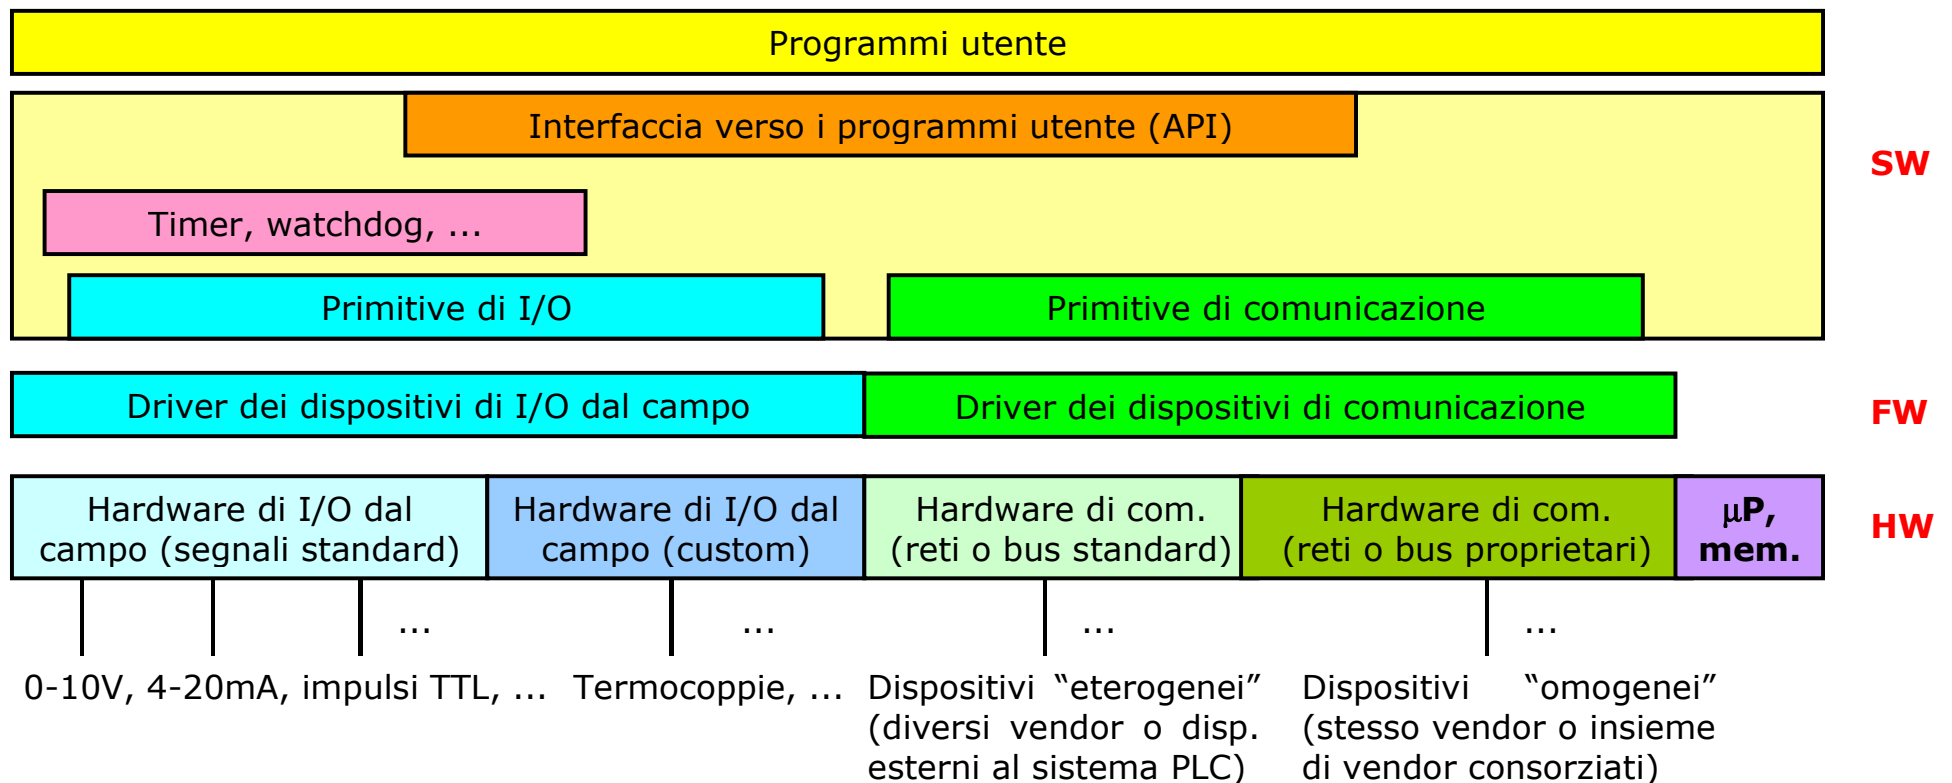 Programmi utente
Interfaccia verso i programmi utente (API)
SW
Timer, watchdog, ...
Primitive di I/O
Primitive di comunicazione
Driver dei dispositivi di I/O dal campo
Driver dei dispositivi di comunicazione
FW
Hardware di I/O dal
campo (segnali standard)
Hardware di I/O dal
campo (custom)
Hardware di com.
(reti o bus standard)
Hardware di com.
(reti o bus proprietari)
μP,
mem.
HW
...
...
...
...
0-10V, 4-20mA, impulsi TTL, ...
Termocoppie, ...
Dispositivi “eterogenei”
(diversi vendor o disp.
esterni al sistema PLC)
Dispositivi “omogenei”
(stesso vendor o insieme
di vendor consorziati)